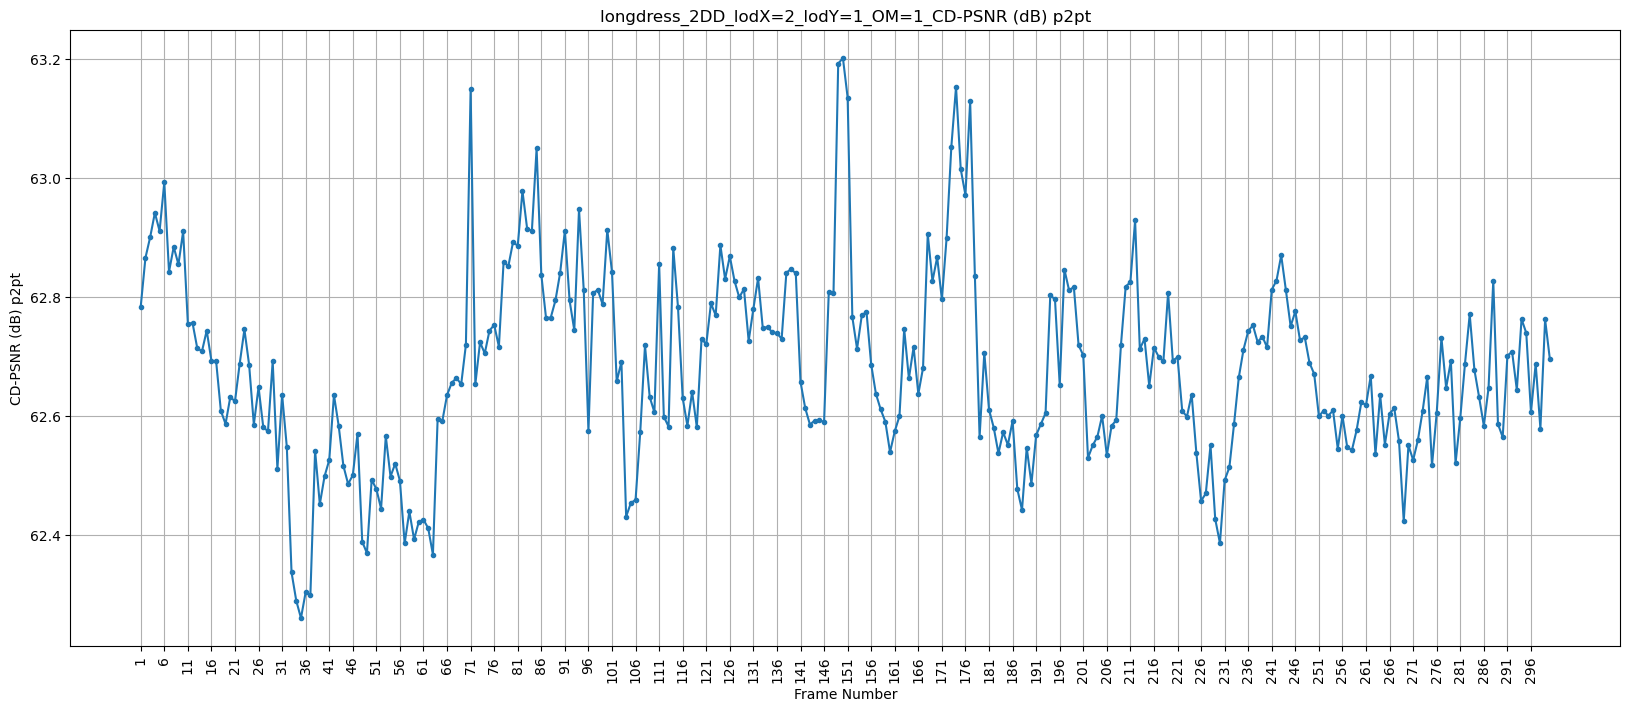 longdress_2DD_lodX=2_lodY=1_OM=1_CD-PSNR (dB) p2pt
CD-PSNR (dB) p2pt
63.2
63.0
62.8
62.6
62.4
1 6 11 16 21 26 31 36 41 46 51 56 61 66 71 76 81 86 91 96 101 106 111 116 121 126 131 136 141 146 151 156 161 166 171 176 181 186 191 196 201 206 211 216 221 226 231 236 241 246 251 256 261 266 271 276 281 286 291 296
Frame Number